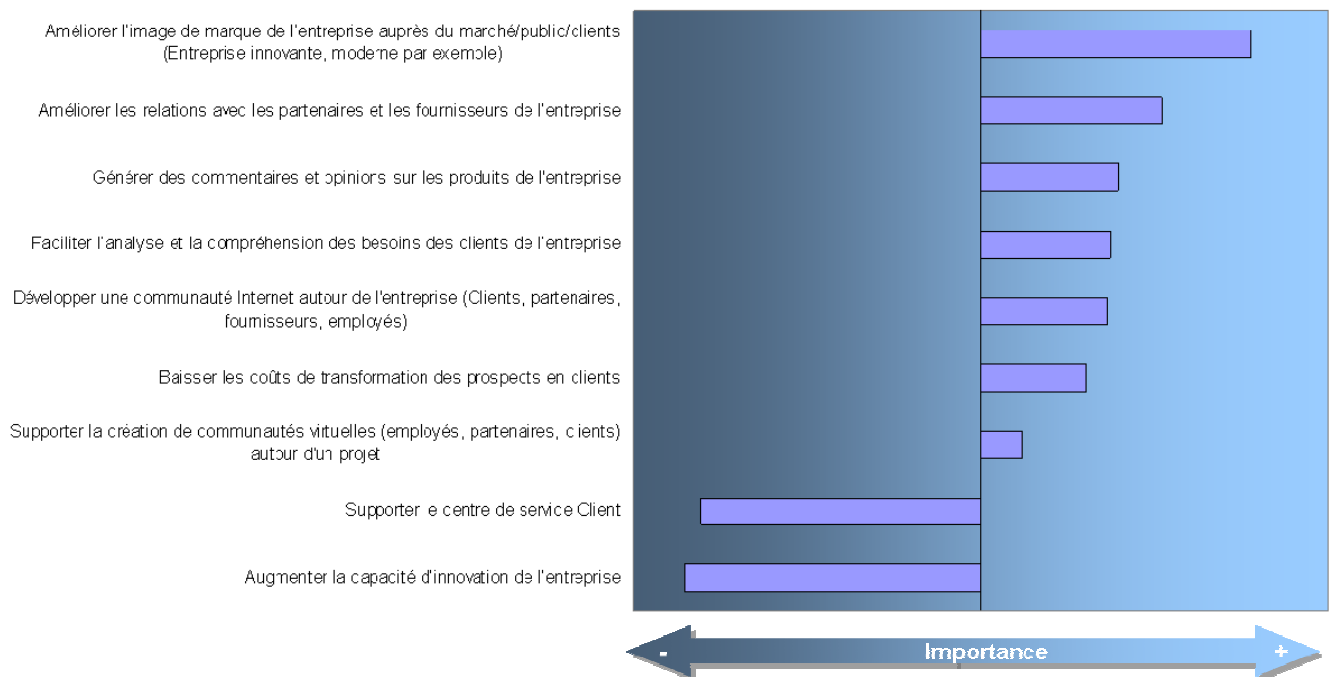 Améliorer l'image de marque de l'entreprise auprès du marché/public/clients
(Entreprise innovante, moderne par exemple)
Améliorer les relations avec les partenaires et les fournisseurs de l'entreprise
Générer des commentaires et opinions sur les produits de l'entreprise
Faciliter l'analyse et la compréhension des besoins des clients de l'entreprise
Développer une communauté Internet autour de l'entreprise (Clients, partenaires,
fournisseurs, employés)
Baisser les coûts de transformation des prospects en clients
Supporter la création de communautés virtuelles (employés, partenaires, clients)
autour d'un projet
Supporter le centre de service Client
Augmenter la capacité d'innovation de l'entreprise
- Importance +